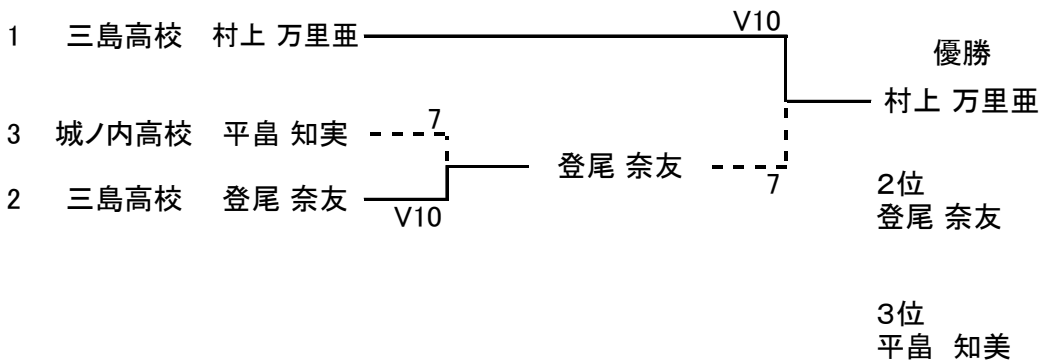 1 三島高校 村上 万里亜
V10
優勝
村上 万里亜
3 城ノ内高校 平畠 知実
7
登尾 奈友
7
2 三島高校 登尾 奈友
V10
2位
登尾 奈友
3位
平畠 知美